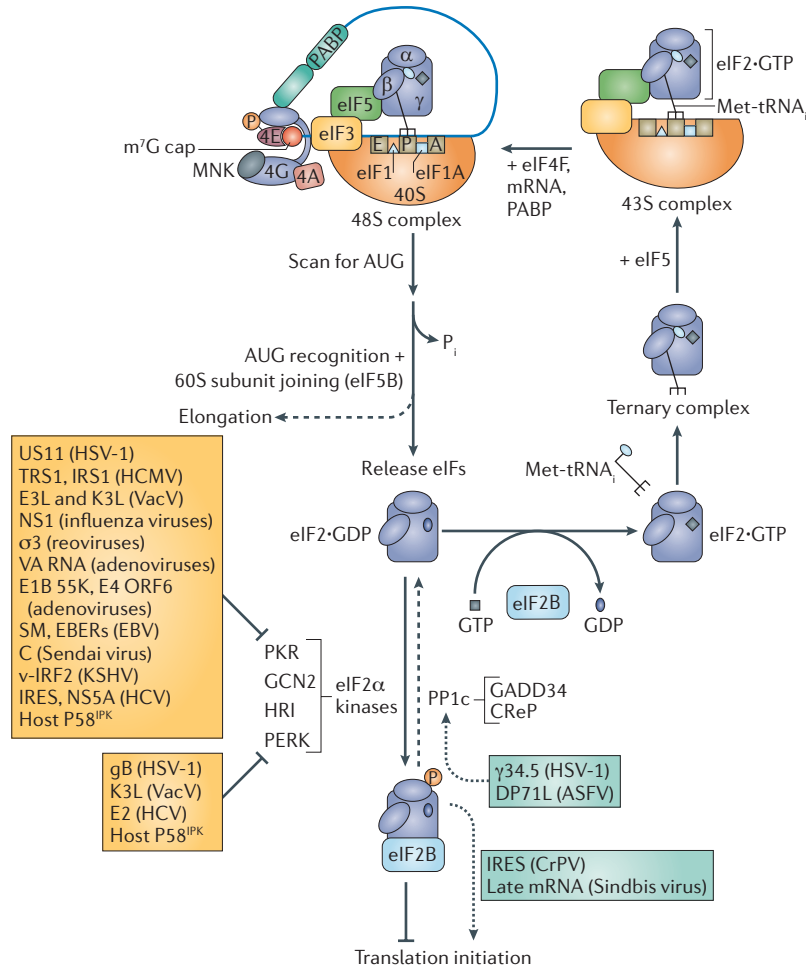 PABP
α
β
γ
eIF5
eIF3
P
4E
m⁷G cap
MNK
4G
4A
E
P
A
eIF1
eIF1A
40S
48S complex
+ eIF4F,
mRNA,
PABP
eIF2•GTP
Met-tRNAᵢ
43S complex
Scan for AUG
+ eIF5
Pᵢ
AUG recognition +
60S subunit joining (eIF5B)
Elongation
Ternary complex
Release eIFs
Met-tRNAᵢ
eIF2•GDP
eIF2•GTP
GTP
eIF2B
GDP
US11 (HSV-1)
TRS1, IRS1 (HCMV)
E3L and K3L (VacV)
NS1 (influenza viruses)
σ3 (reoviruses)
VA RNA (adenoviruses)
E1B 55K, E4 ORF6
(adenoviruses)
SM, EBERs (EBV)
C (Sendai virus)
v-IRF2 (KSHV)
IRES, NS5A (HCV)
Host P58ᴵᴾᴷ
PKR
GCN2
HRI
PERK
eIF2α
kinases
PP1c
GADD34
CReP
gB (HSV-1)
K3L (VacV)
E2 (HCV)
Host P58ᴵᴾᴷ
γ34.5 (HSV-1)
DP71L (ASFV)
P
eIF2B
IRES (CrPV)
Late mRNA (Sindbis virus)
Translation initiation